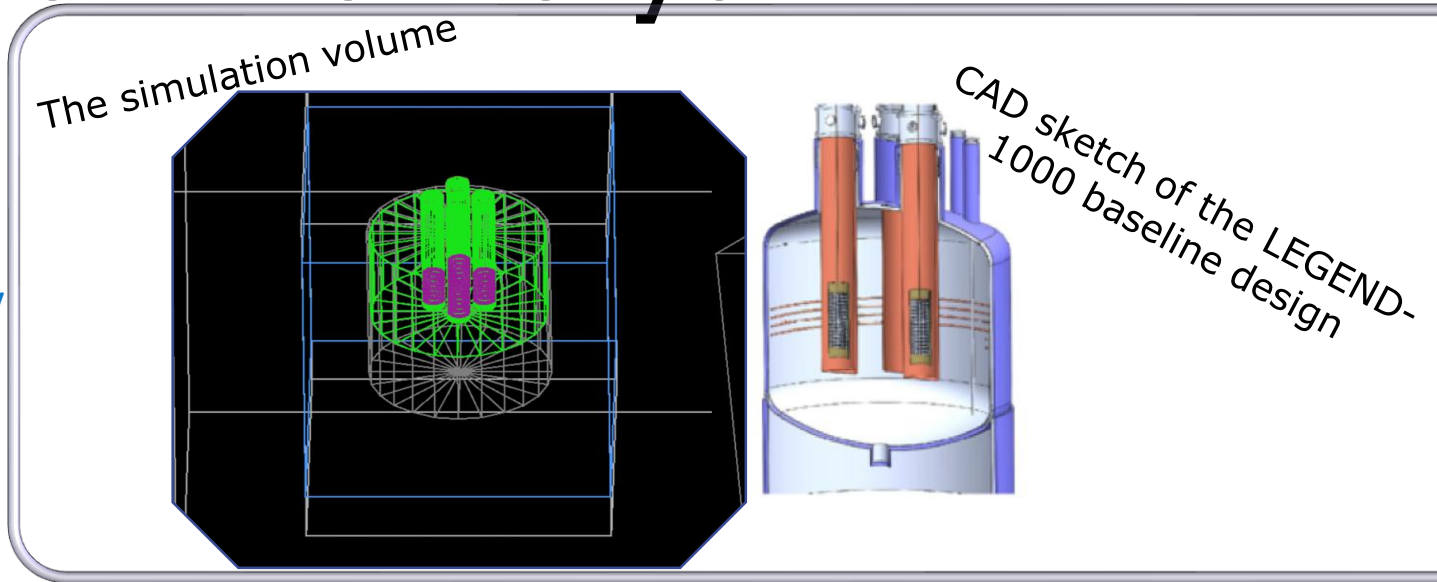 The simulation volume
CAD sketch of the LEGEND-
1000 baseline design